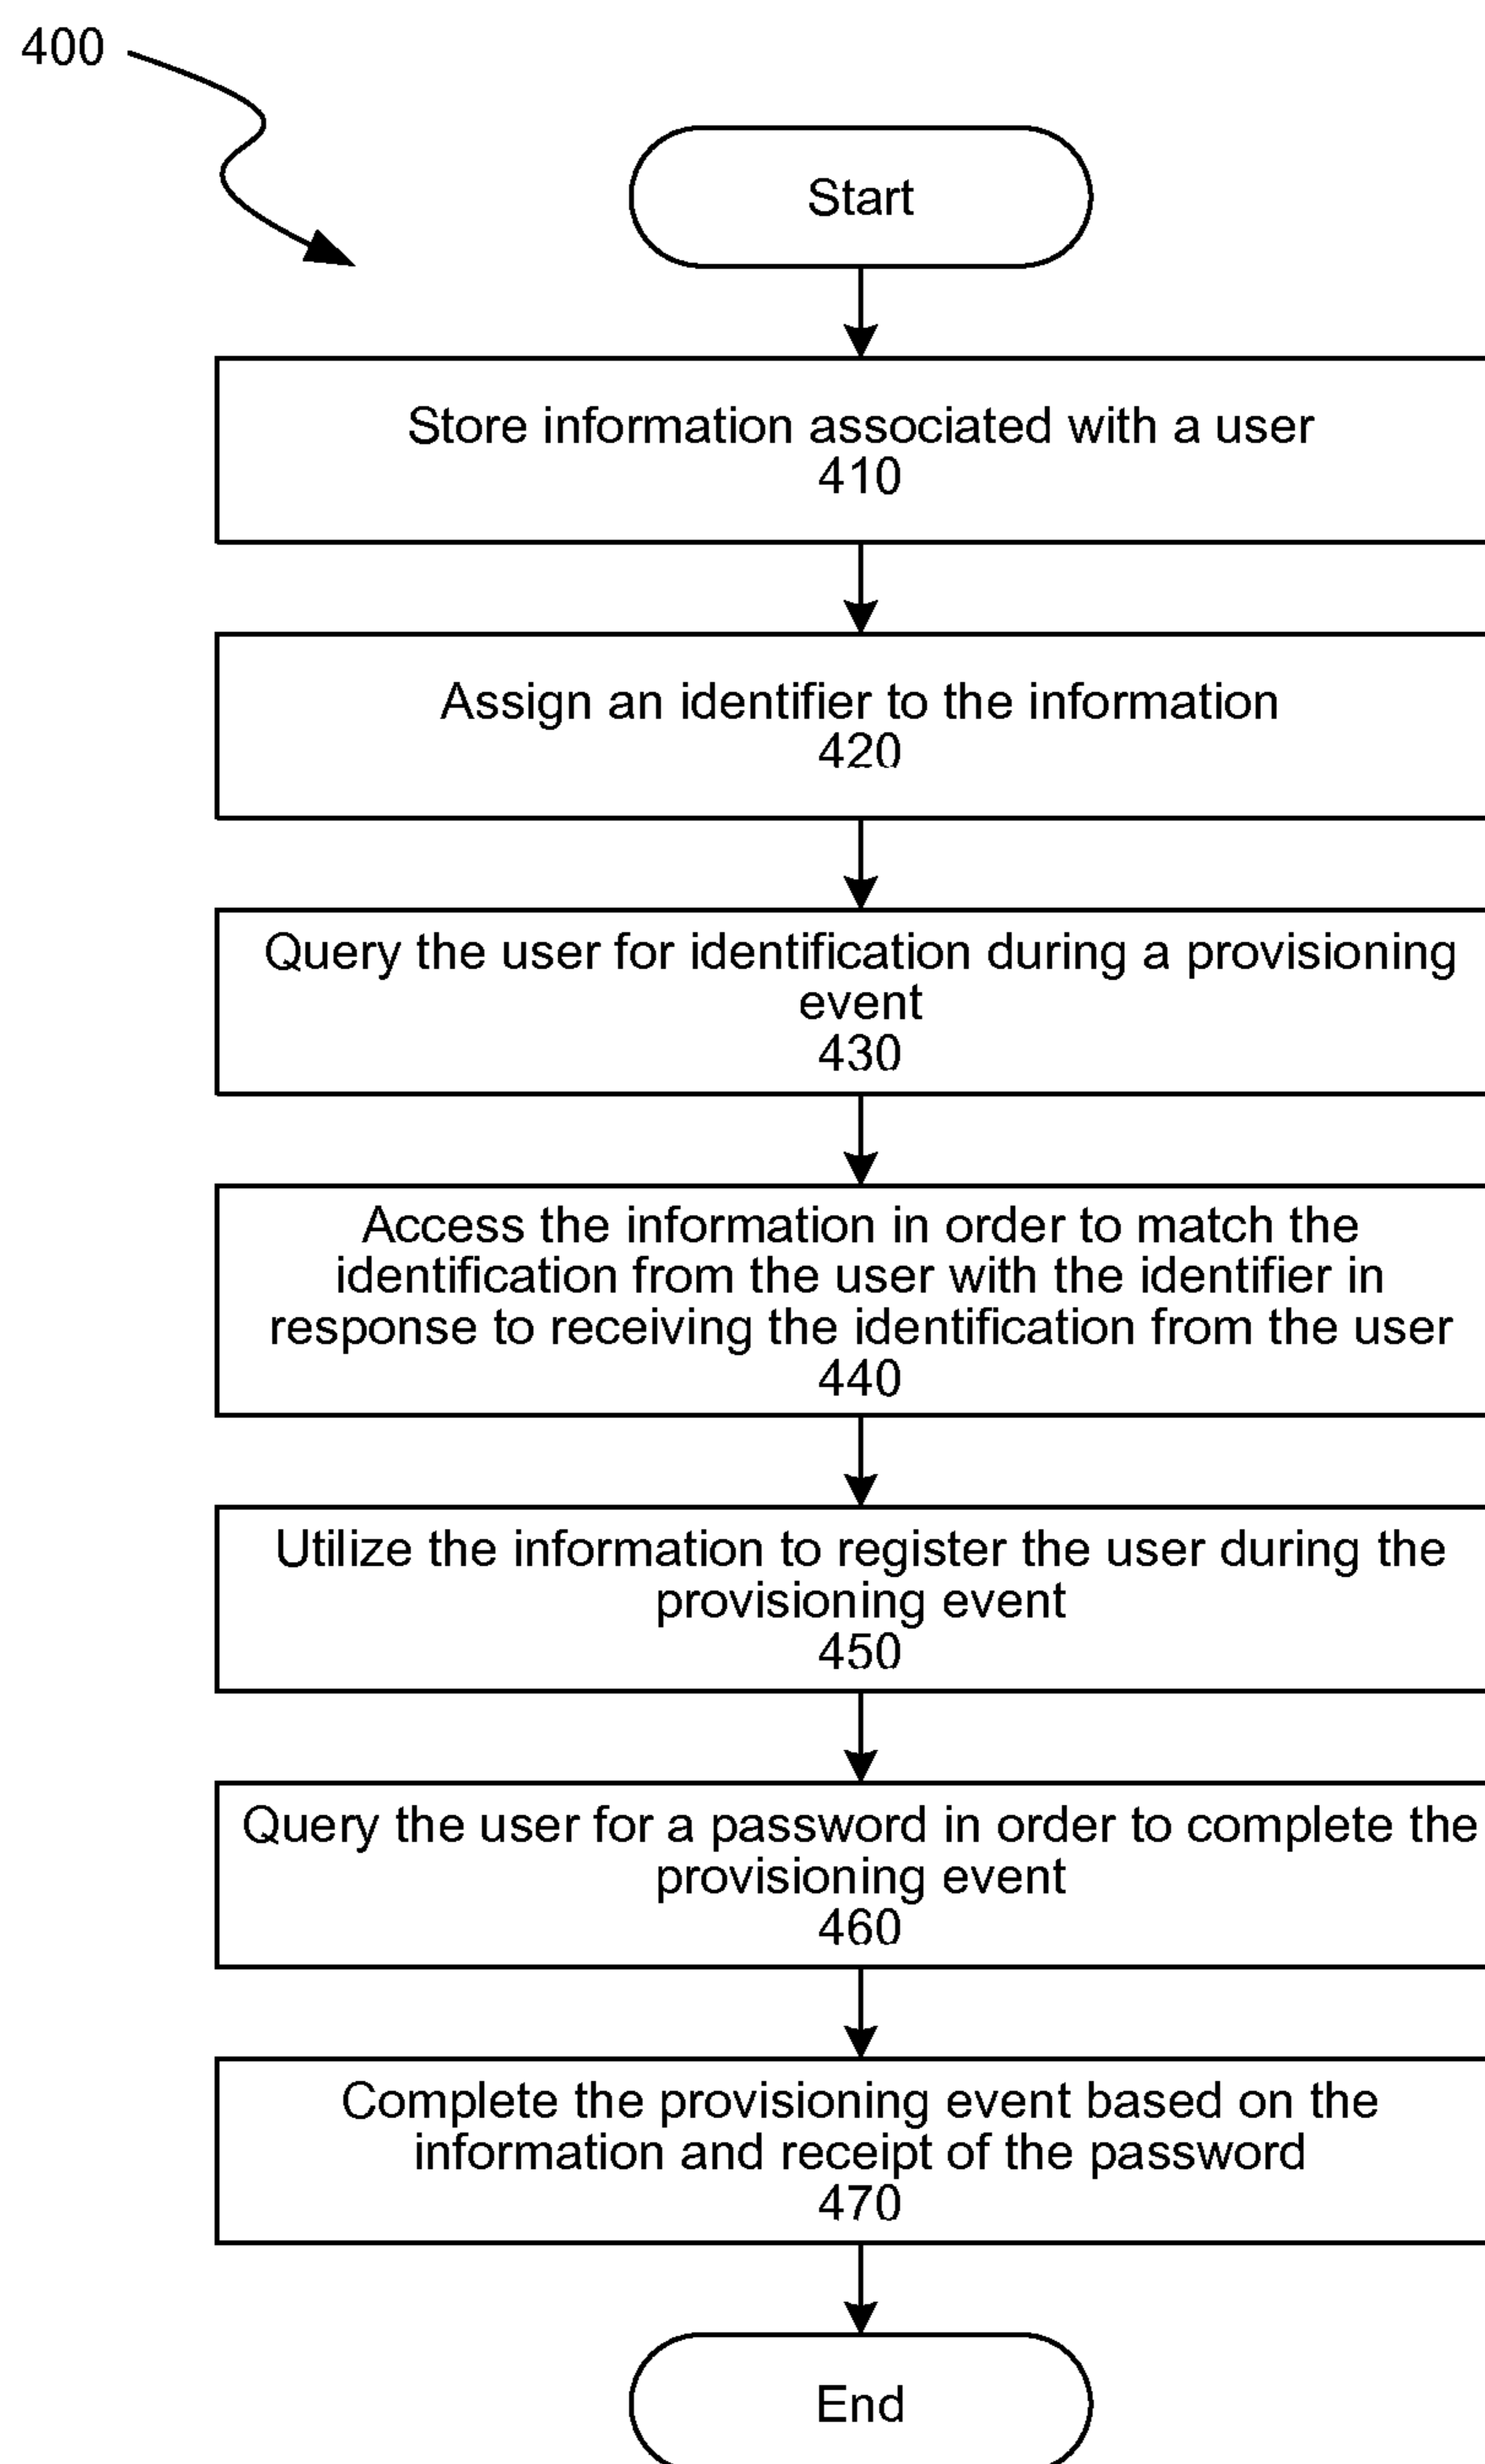 400
Start
Store information associated with a user
410
Assign an identifier to the information
420
Query the user for identification during a provisioning
event
430
Access the information in order to match the
identification from the user with the identifier in
response to receiving the identification from the user
440
Utilize the information to register the user during the
provisioning event
450
Query the user for a password in order to complete the
provisioning event
460
Complete the provisioning event based on the
information and receipt of the password
470
End